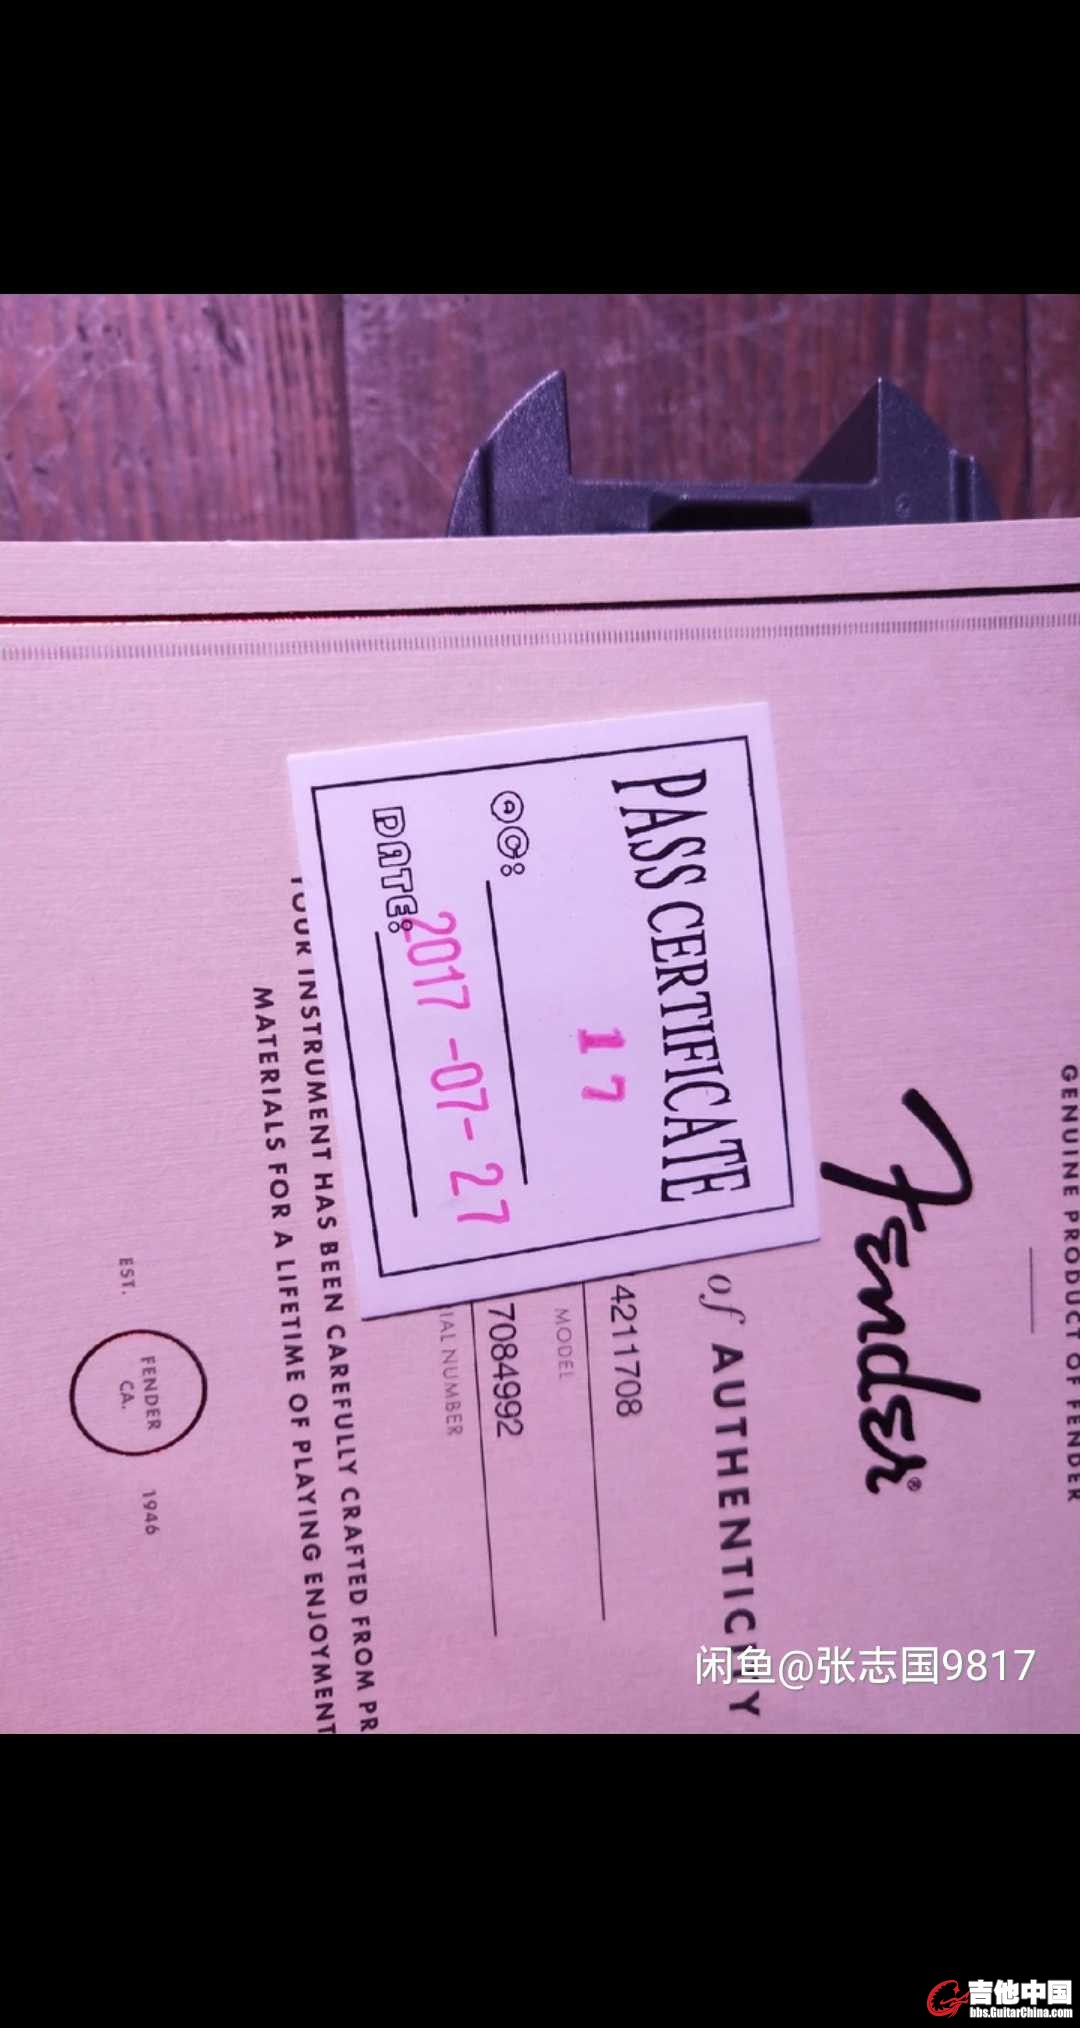 GENUINE PRODUCT OF FENDER
Fender®
of AUTHENTICITY
4211708
MODEL
7084992
IAL NUMBER
YOUR INSTRUMENT HAS BEEN CAREFULLY CRAFTED FROM PR
MATERIALS FOR A LIFETIME OF PLAYING ENJOYMENT
EST.
FENDER
CA.
1946
PASS CERTIFICATE
17
QC:
2017-07-27
DATE:
闲鱼@张志国9817
吉他中国
bbs.GuitarChina.com